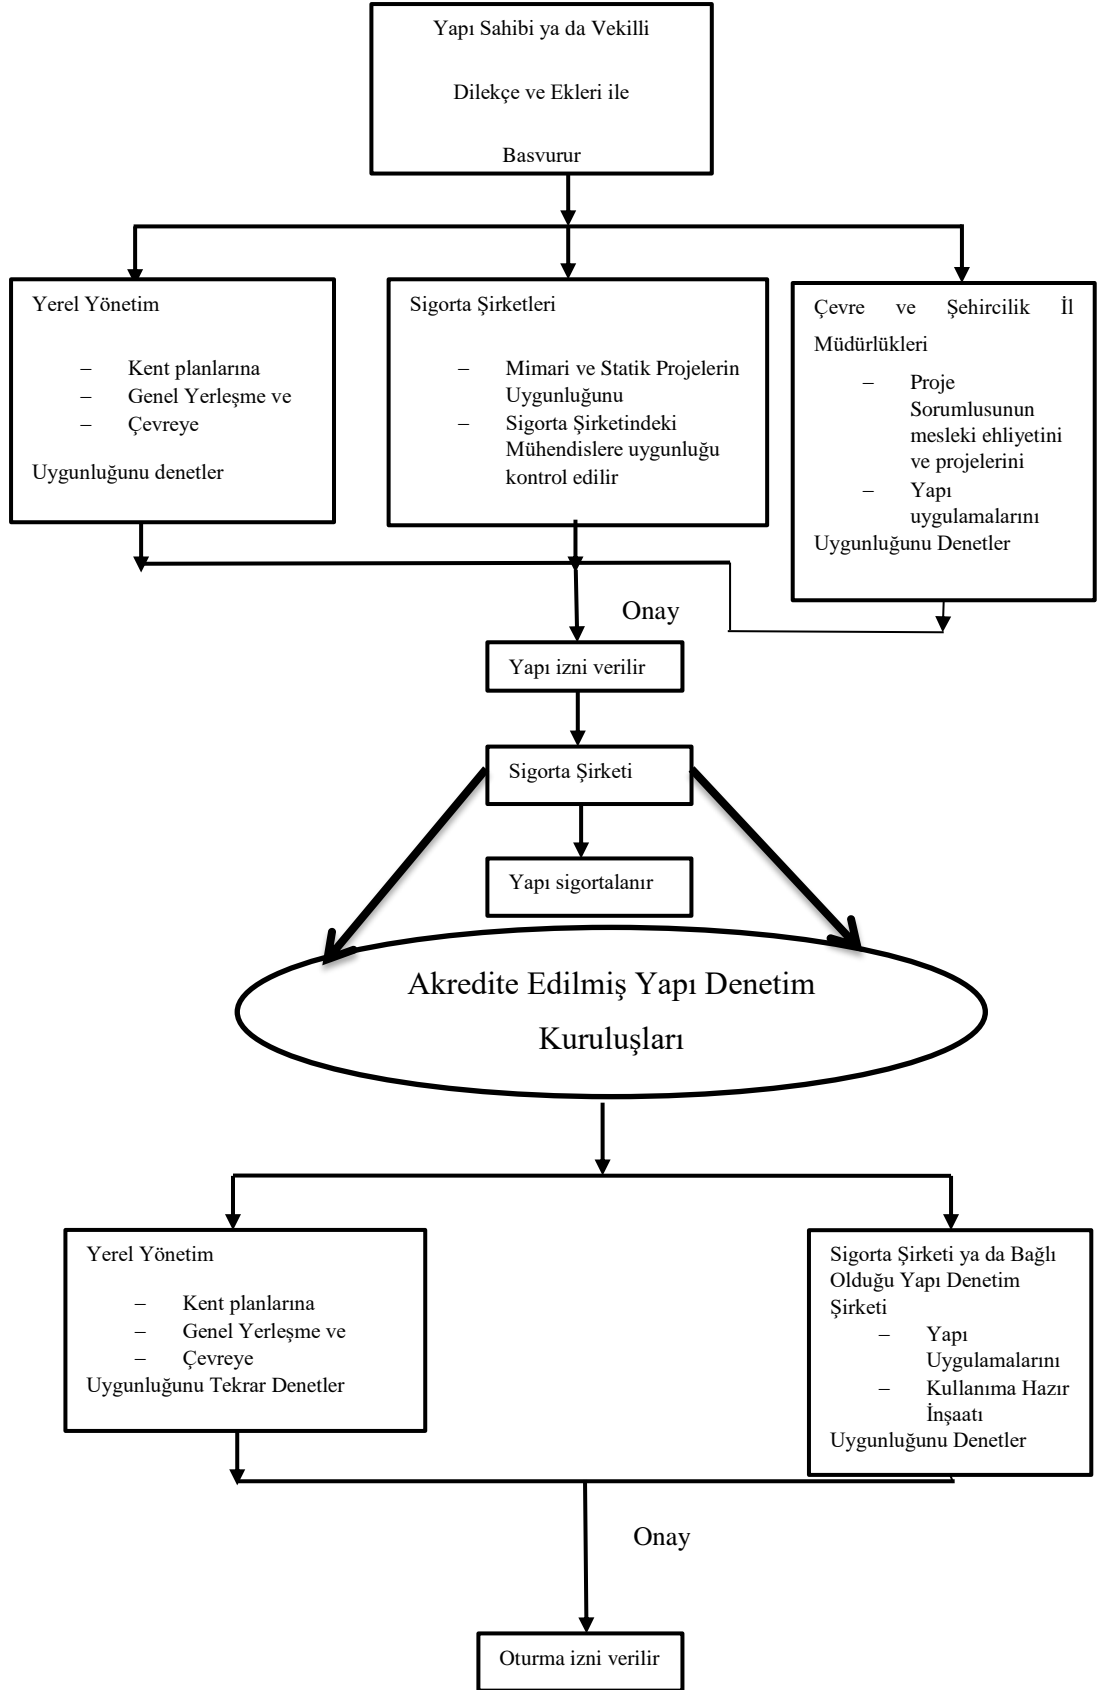 Yapı Sahibi ya da Vekilli
Dilekçe ve Ekleri ile
Basvurur
Yerel Yönetim
– Kent planlarına
– Genel Yerleşme ve
– Çevreye
Uygunluğunu denetler
Sigorta Şirketleri
– Mimari ve Statik Projelerin
Uygunluğunu
– Sigorta Şirketindeki
Mühendislere uygunluğu
kontrol edilir
Çevre ve Şehircilik İl
Müdürlükleri
– Proje
Sorumlusunun
mesleki ehliyetini
ve projelerini
– Yapı
uygulamalarını
Uygunluğunu Denetler
Onay
Yapı izni verilir
Sigorta Şirketi
Yapı sigortalanır
Akredite Edilmiş Yapı Denetim
Kuruluşları
Yerel Yönetim
– Kent planlarına
– Genel Yerleşme ve
– Çevreye
Uygunluğunu Tekrar Denetler
Sigorta Şirketi ya da Bağlı
Olduğu Yapı Denetim
Şirketi
– Yapı
Uygulamalarını
– Kullanıma Hazır
İnşaatı
Uygunluğunu Denetler
Onay
Oturma izni verilir